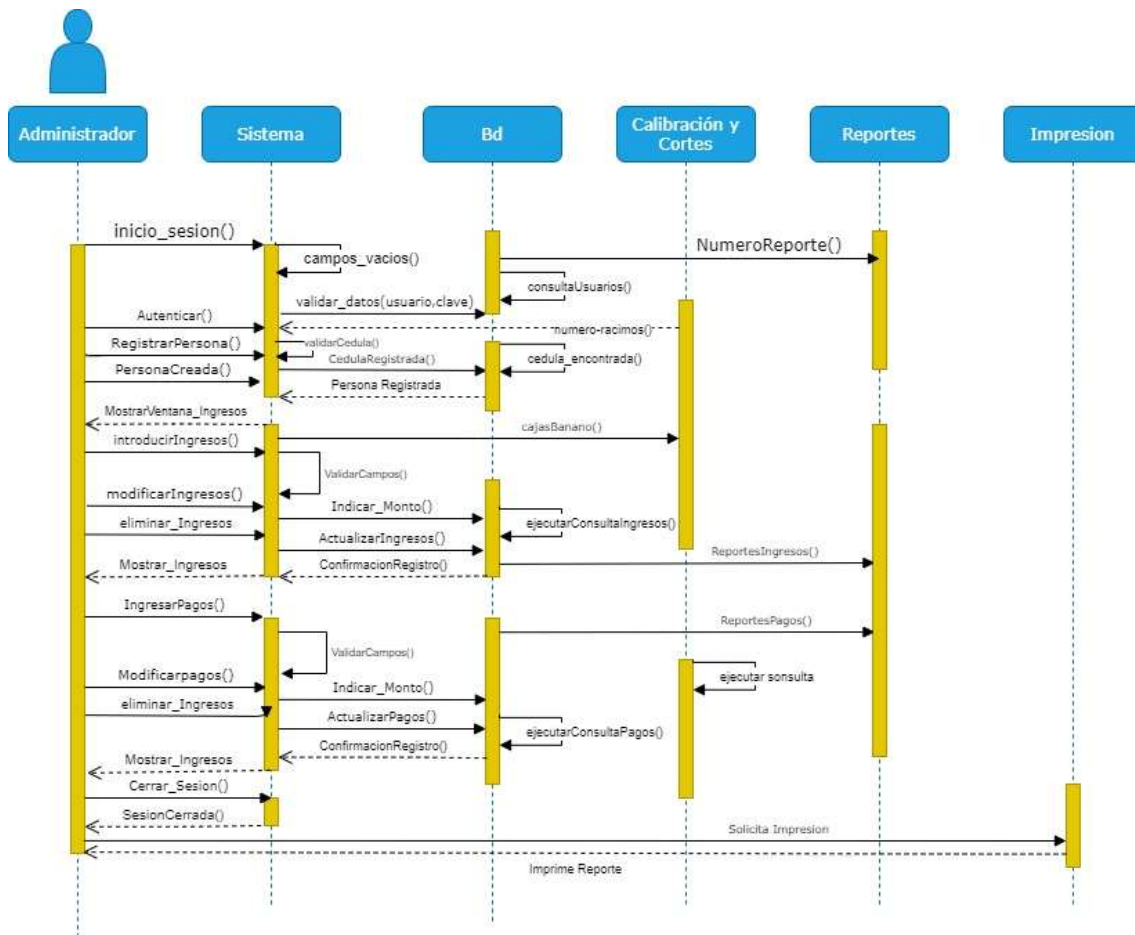 Administrador
Sistema
Bd
Calibración y
Cortes
Reportes
Impresion
inicio_sesion()
campos_vacios()
NumeroReporte()
consultaUsuarios()
validar_datos(usuario,clave)
Autenticar()
numero-racimos()
RegistrarPersona()
validarCedula()
CedulaRegistrada()
cedula_encontrada()
PersonaCreada()
Persona Registrada
MostrarVentana_Ingresos
cajasBanano()
introducirIngresos()
ValidarCampos()
modificarIngresos()
Indicar_Monto()
eliminar_Ingresos
ejecutarConsultaIngresos()
ActualizarIngresos()
ReportesIngresos()
Mostrar_Ingresos
ConfirmacionRegistro()
IngresarPagos()
ReportesPagos()
ValidarCampos()
Modificarpagos()
ejecutar sonsulta
Indicar_Monto()
eliminar_Ingresos
ActualizarPagos()
ejecutarConsultaPagos()
ConfirmacionRegistro()
Mostrar_Ingresos
Cerrar_Sesion()
SesionCerrada()
Solicita Impresion
Imprime Reporte